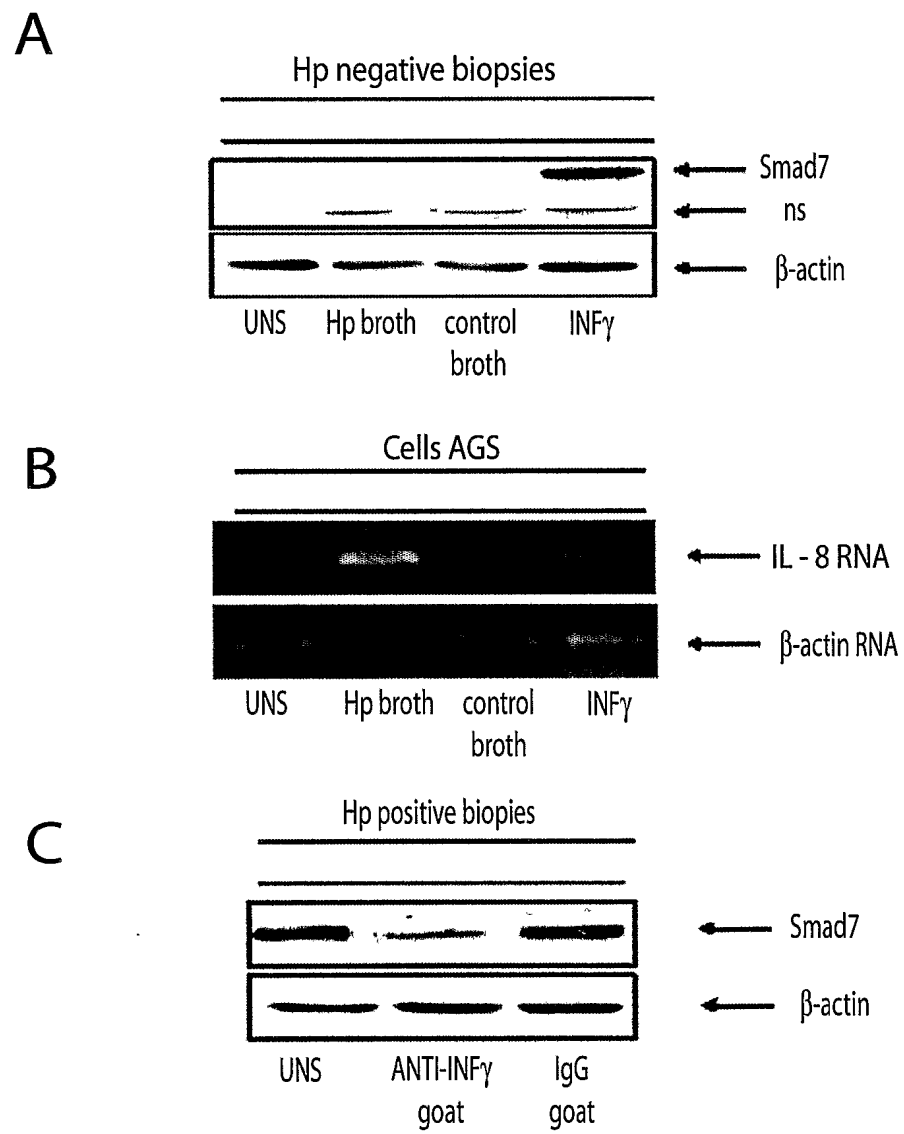 A
Hp negative biopsies
Smad7
ns
β-actin
UNS Hp broth control broth INFγ
B
Cells AGS
IL - 8 RNA
β-actin RNA
UNS Hp broth control broth INFγ
C
Hp positive biopies
Smad7
β-actin
UNS ANTI-INFγ goat IgG goat